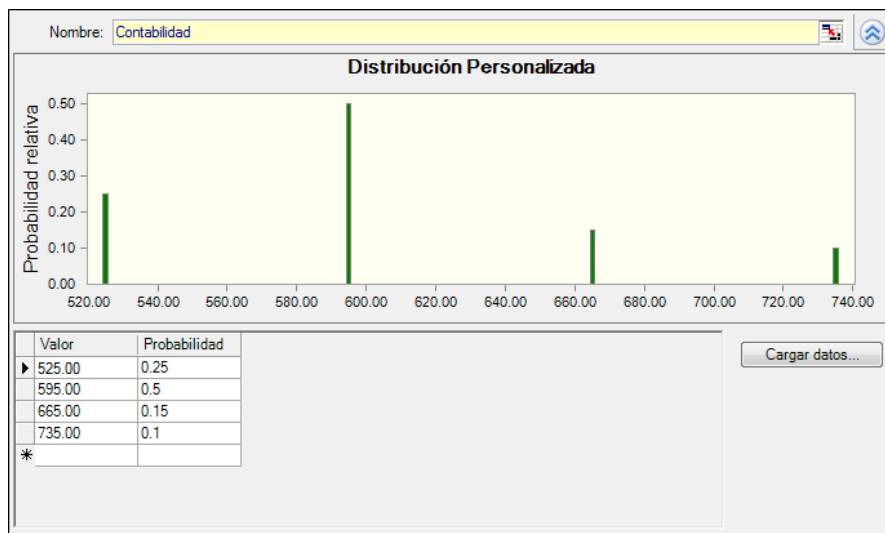 Nombre: Contabilidad
Distribución Personalizada
Probabilidad relativa
0.50
0.40
0.30
0.20
0.10
0.00
520.00 540.00 560.00 580.00 600.00 620.00 640.00 660.00 680.00 700.00 720.00 740.00
Valor Probabilidad
525.00 0.25
595.00 0.5
665.00 0.15
735.00 0.1
Cargar datos...